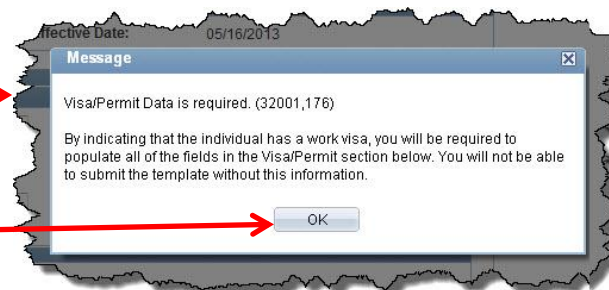 ffective Date: 05/16/2013
Message
Visa/Permit Data is required. (32001,176)
By indicating that the individual has a work visa, you will be required to
populate all of the fields in the Visa/Permit section below. You will not be able
to submit the template without this information.
OK